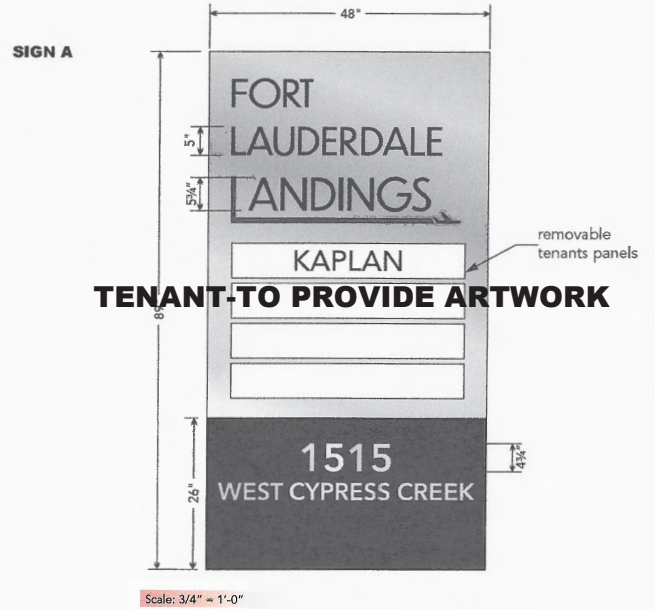 48"
SIGN A
FORT
LAUDERDALE
5"
LANDINGS
5¾"
removable
tenants panels
KAPLAN
TENANT-TO PROVIDE ARTWORK
1515
4¾"
WEST CYPRESS CREEK
26"
Scale: 3/4" = 1'-0"